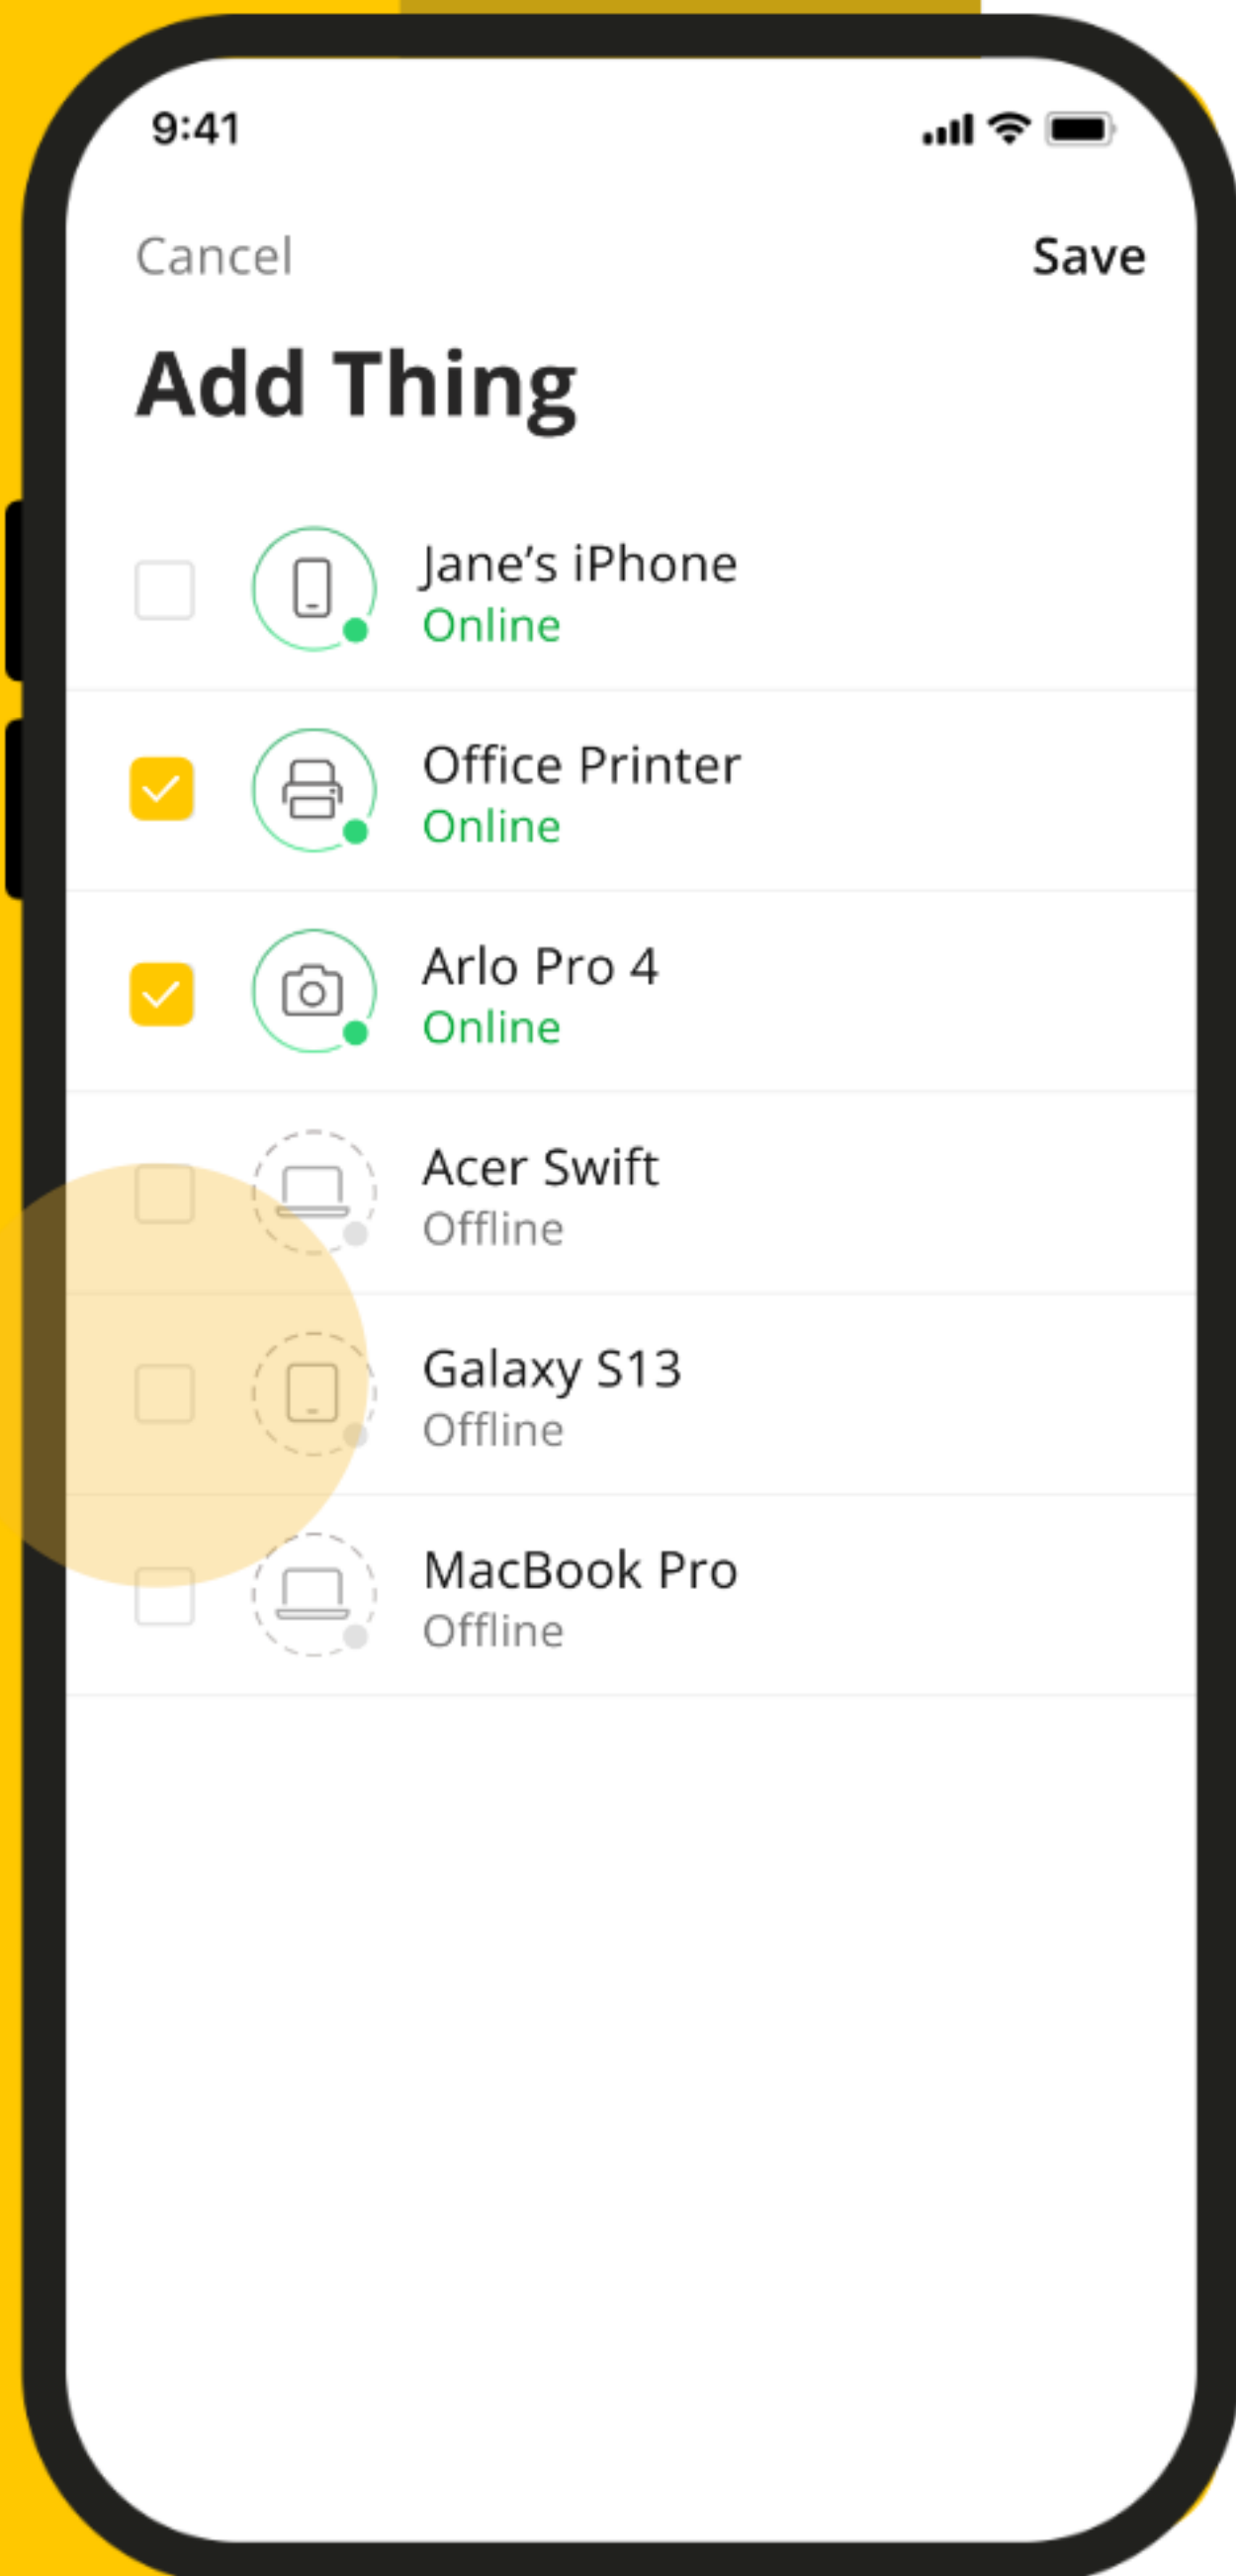 9:41
Cancel
Save
Add Thing
Jane’s iPhone
Online
Office Printer
Online
Arlo Pro 4
Online
Acer Swift
Offline
Galaxy S13
Offline
MacBook Pro
Offline